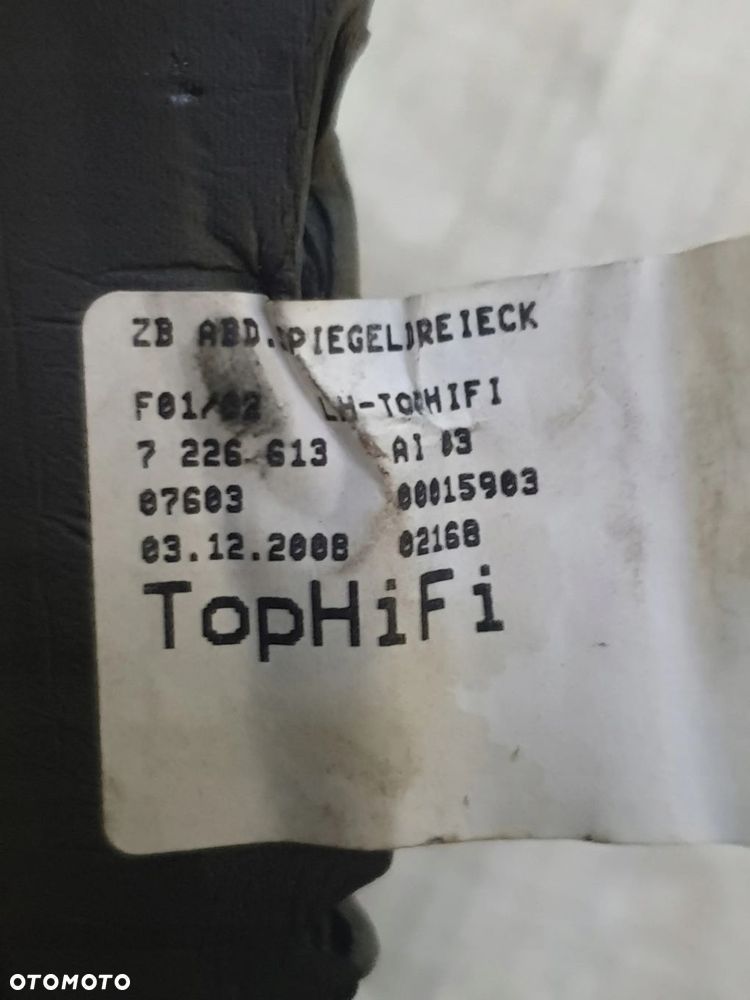 ZB ABD.SPIEGELDREIECK
F01/02 LH-TOPHIFI
7 226 613 AI 03
07603 00015903
03.12.2008 02168
TopHiFi
OTOMOTO